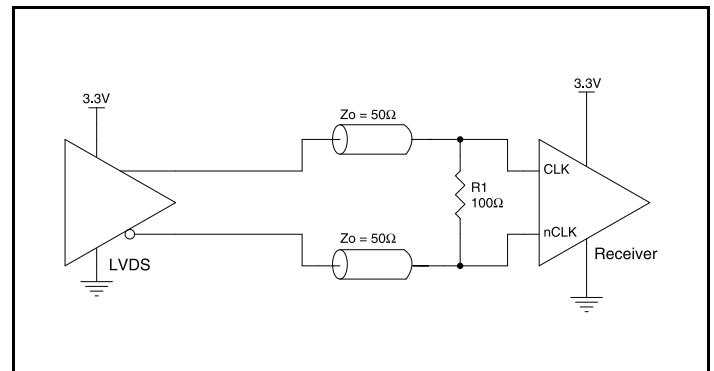 3.3V
3.3V
Zo = 50Ω
CLK
R1
100Ω
nCLK
Zo = 50Ω
LVDS
Receiver